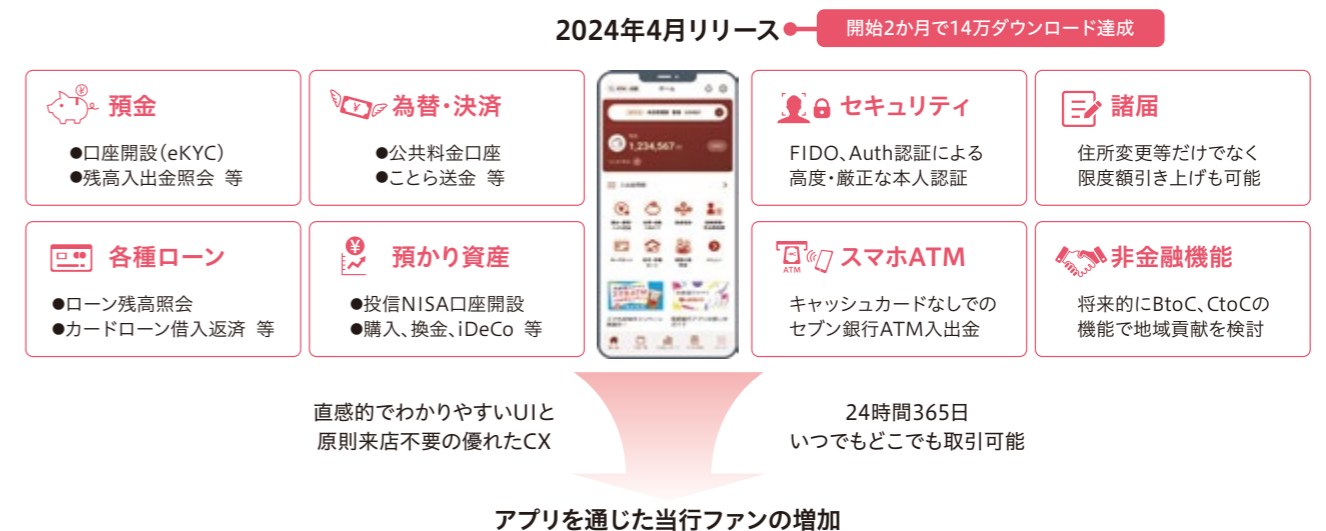 2024年4月リリース
開始2か月で14万ダウンロード達成
預金
●口座開設(eKYC)
●残高入出金照会 等
為替・決済
●公共料金口座
●ことら送金 等
各種ローン
●ローン残高照会
●カードローン借入返済 等
預かり資産
●投信NISA口座開設
●購入、換金、iDeCo 等
1,234,567
セキュリティ
FIDO、Auth認証による
高度・厳正な本人認証
諸届
住所変更等だけでなく
限度額引き上げも可能
ATM
スマホATM
キャッシュカードなしでの
セブン銀行ATM入出金
非金融機能
将来的にBtoC、CtoCの
機能で地域貢献を検討
直感的でわかりやすいUIと
原則来店不要の優れたCX
24時間365日
いつでもどこでも取引可能
アプリを通じた当行ファンの増加